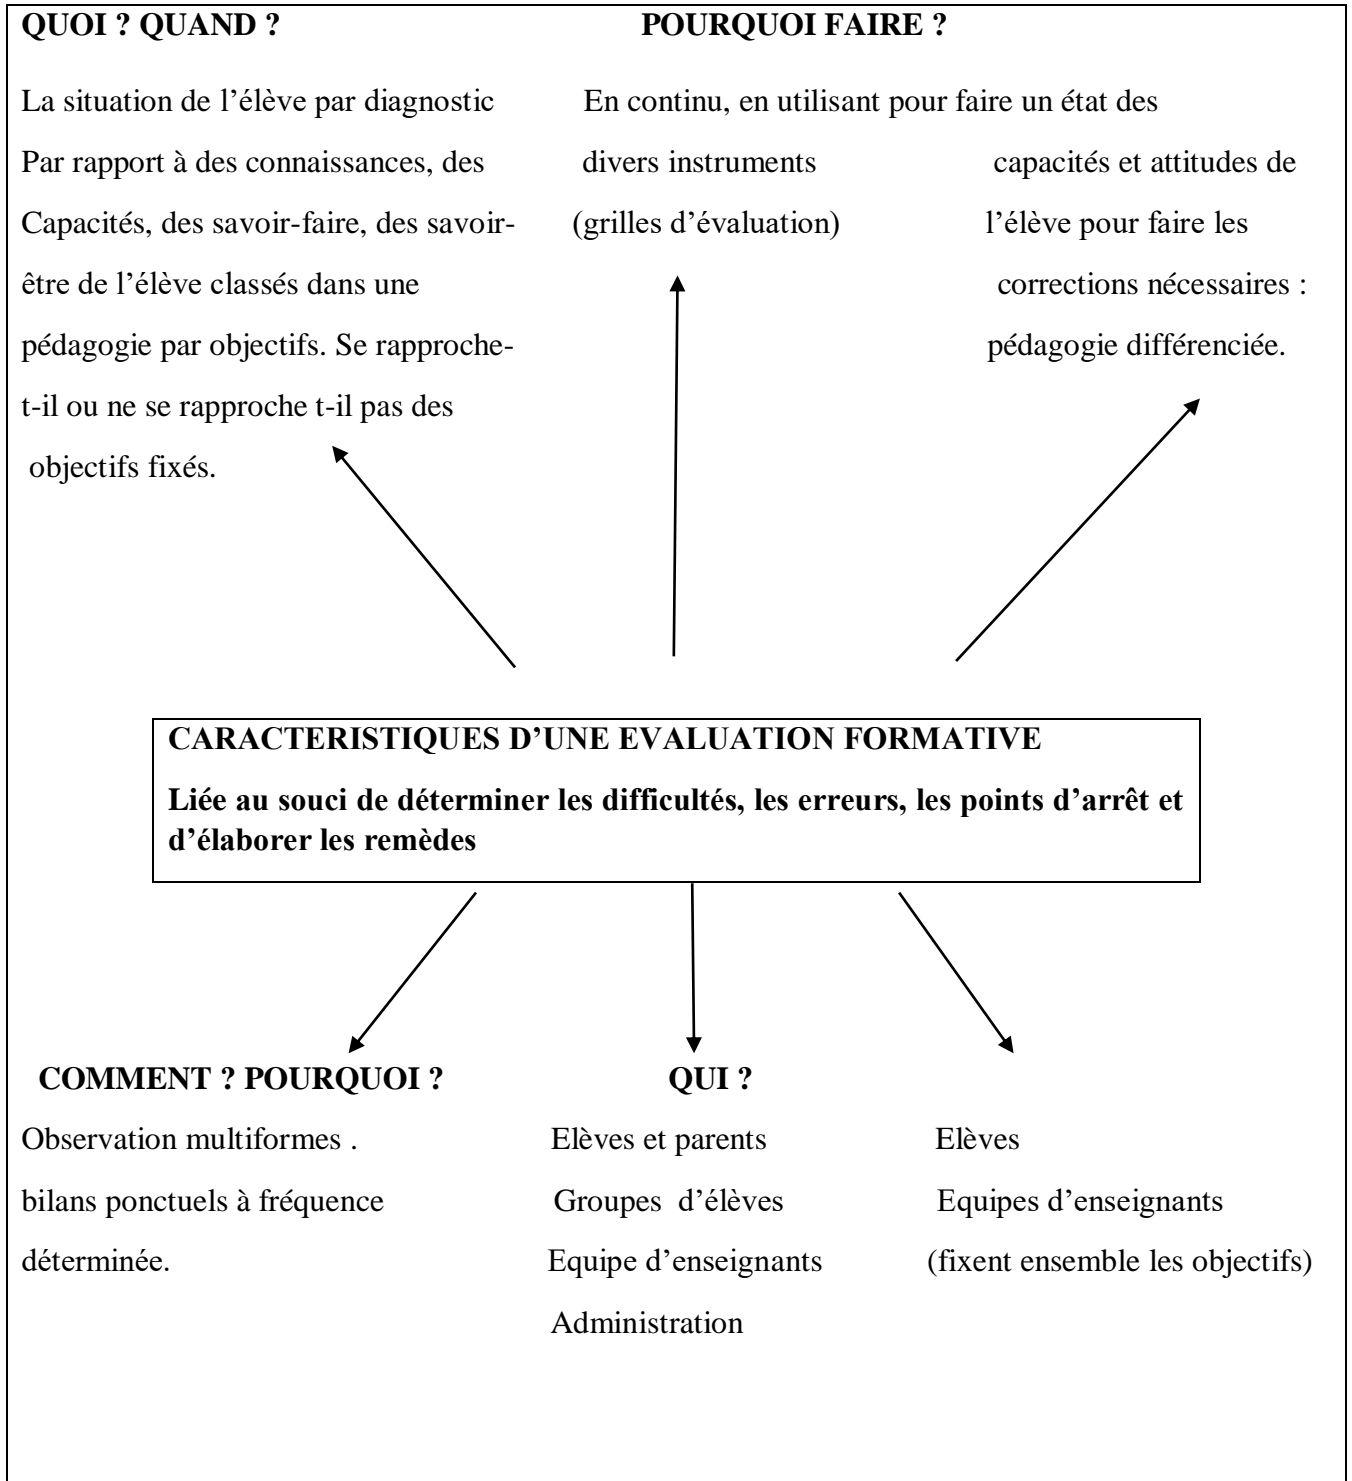 QUOI ? QUAND ? POURQUOI FAIRE ?
La situation de l’élève par diagnostic En continu, en utilisant pour faire un état des
Par rapport à des connaissances, des divers instruments capacités et attitudes de
Capacités, des savoir-faire, des savoir- (grilles d’évaluation) l’élève pour faire les
être de l’élève classés dans une corrections nécessaires :
pédagogie par objectifs. Se rapproche- pédagogie différenciée.
t-il ou ne se rapproche t-il pas des
objectifs fixés.
CARACTERISTIQUES D’UNE EVALUATION FORMATIVE
Liée au souci de déterminer les difficultés, les erreurs, les points d’arrêt et
d’élaborer les remèdes
COMMENT ? POURQUOI ? QUI ?
Observation multiformes . Elèves et parents Elèves
bilans ponctuels à fréquence Groupes d’élèves Equipes d’enseignants
déterminée. Equipe d’enseignants (fixent ensemble les objectifs)
Administration